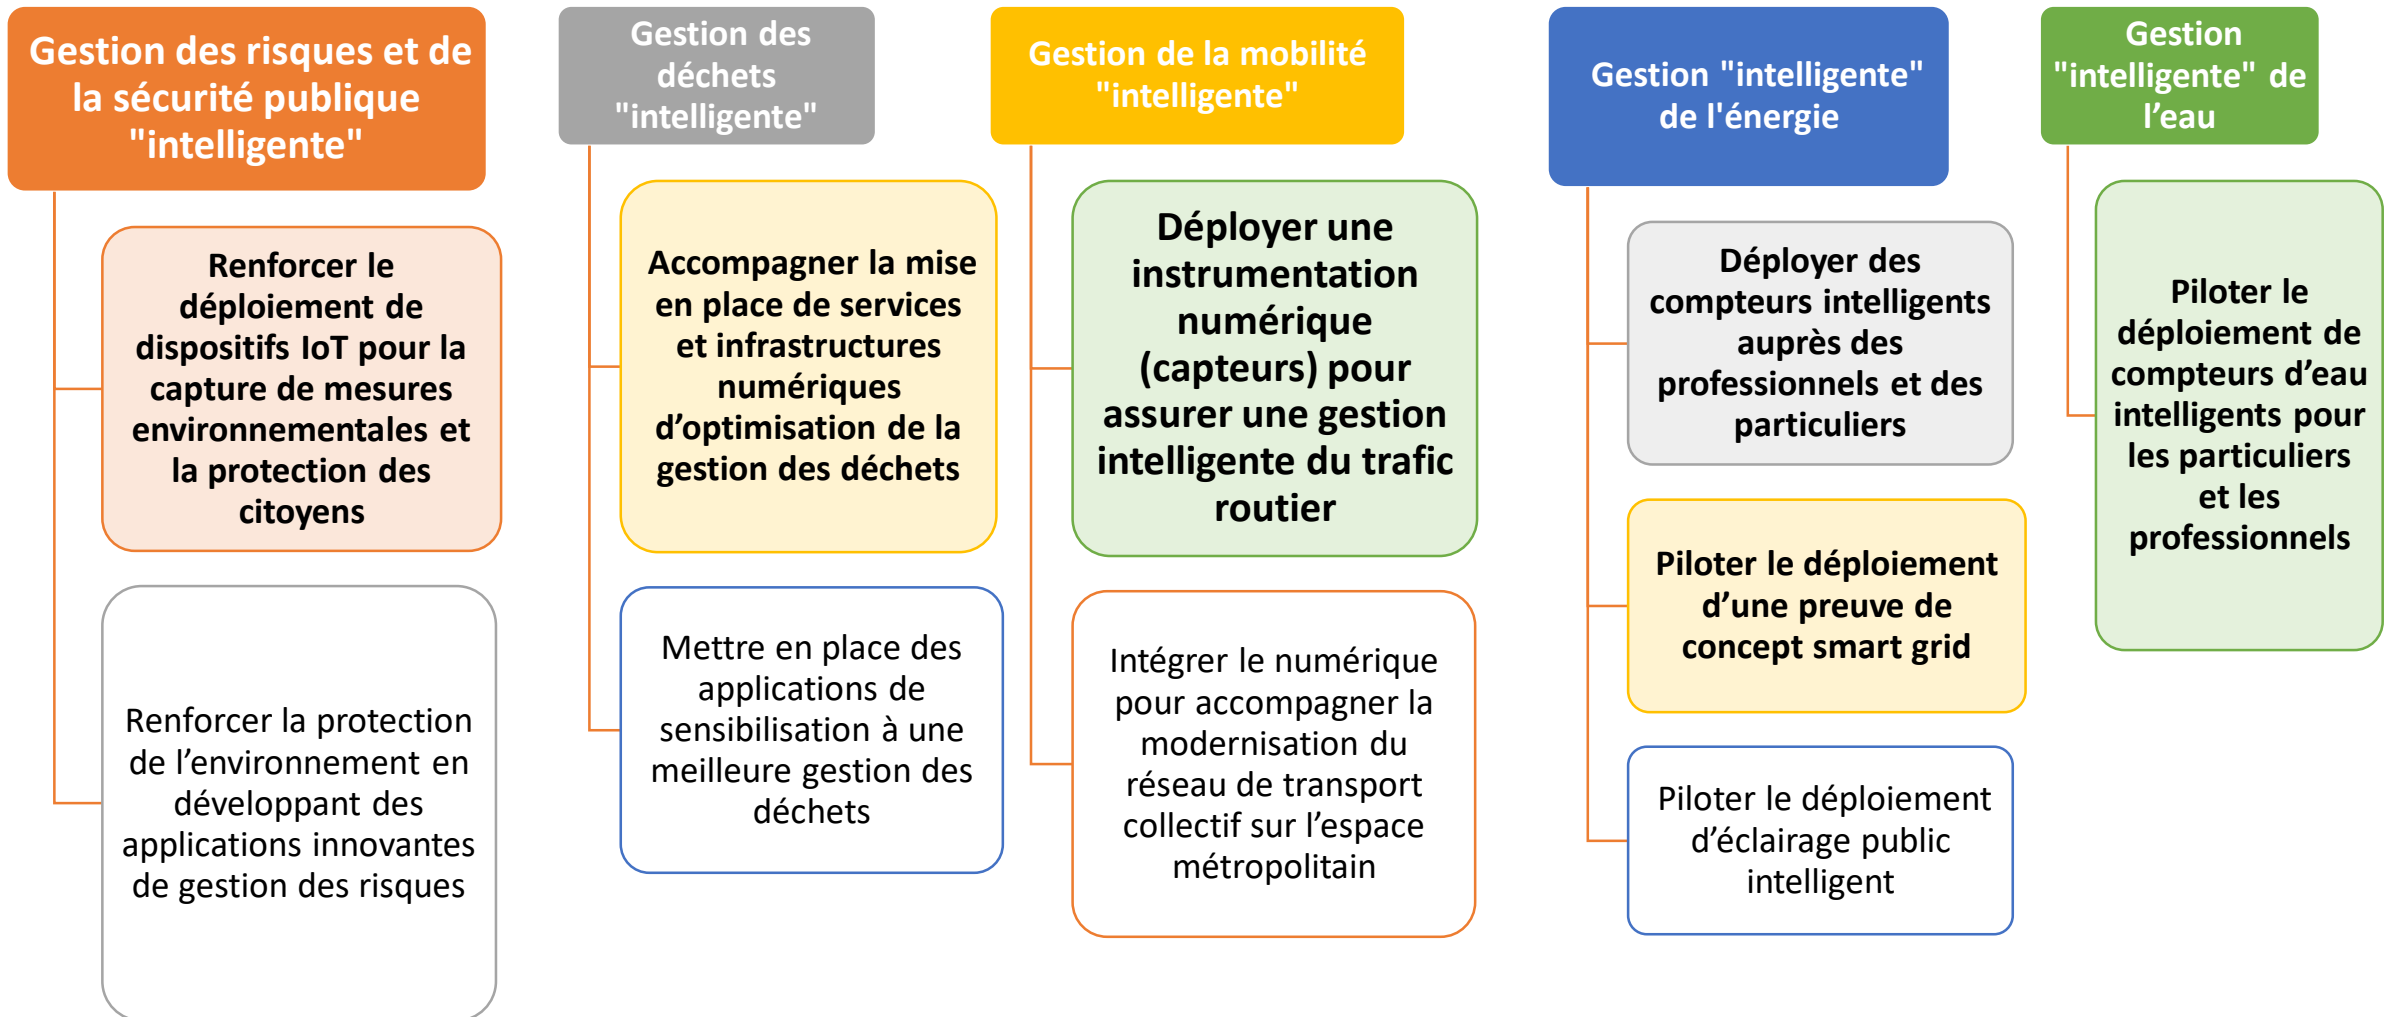 Gestion des risques et de
la sécurité publique
"intelligente"
Renforcer le
déploiement de
dispositifs IoT pour la
capture de mesures
environnementales et
la protection des
citoyens
Renforcer la protection
de l’environnement en
développant des
applications innovantes
de gestion des risques
Gestion des
déchets
"intelligente"
Accompagner la mise
en place de services
et infrastructures
numériques
d’optimisation de la
gestion des déchets
Mettre en place des
applications de
sensibilisation à une
meilleure gestion des
déchets
Gestion de la mobilité
"intelligente"
Déployer une
instrumentation
numérique
(capteurs) pour
assurer une gestion
intelligente du trafic
routier
Intégrer le numérique
pour accompagner la
modernisation du
réseau de transport
collectif sur l’espace
métropolitain
Gestion "intelligente"
de l'énergie
Déployer des
compteurs intelligents
auprès des
professionnels et des
particuliers
Piloter le déploiement
d’une preuve de
concept smart grid
Piloter le déploiement
d’éclairage public
intelligent
Gestion
"intelligente" de
l’eau
Piloter le
déploiement de
compteurs d’eau
intelligents pour
les particuliers
et les
professionnels